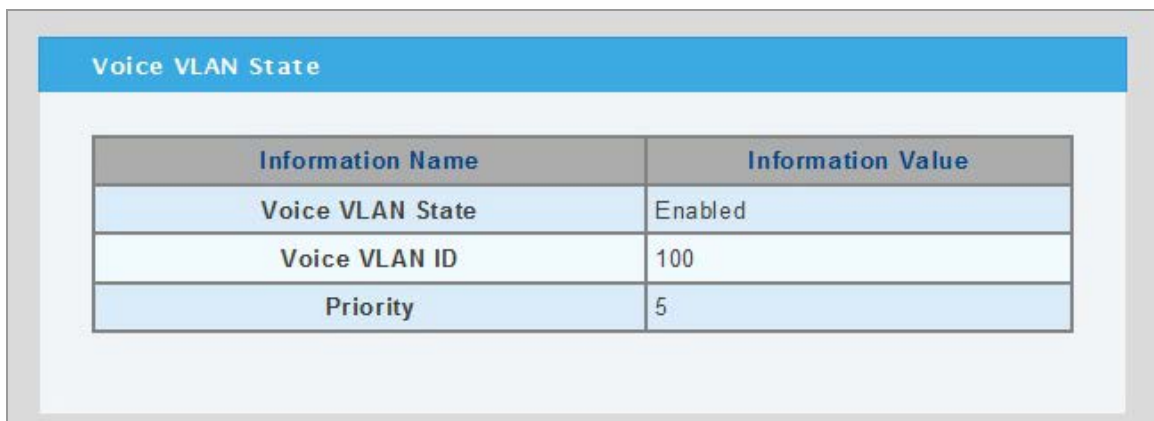 Voice VLAN State
Information Name Information Value
Voice VLAN State Enabled
Voice VLAN ID 100
Priority 5